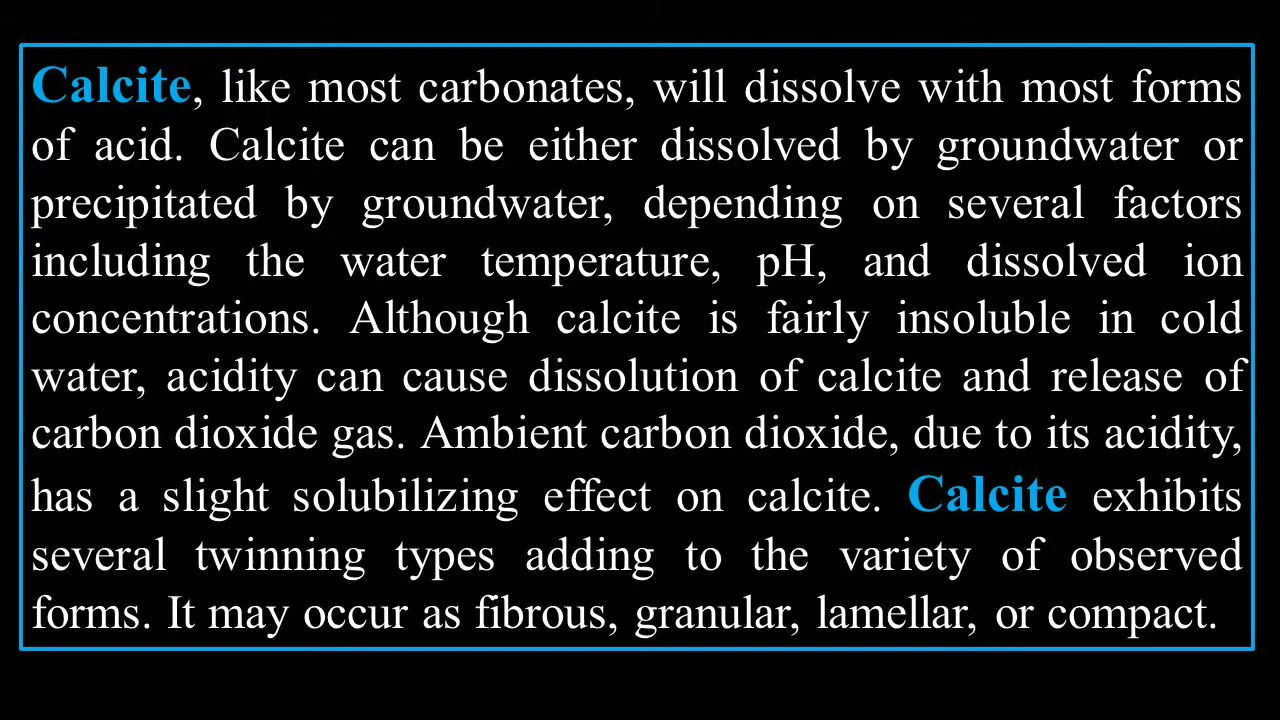 Calcite, like most carbonates, will dissolve with most forms
of acid. Calcite can be either dissolved by groundwater or
precipitated by groundwater, depending on several factors
including the water temperature, pH, and dissolved ion
concentrations. Although calcite is fairly insoluble in cold
water, acidity can cause dissolution of calcite and release of
carbon dioxide gas. Ambient carbon dioxide, due to its acidity,
has a slight solubilizing effect on calcite. Calcite exhibits
several twinning types adding to the variety of observed
forms. It may occur as fibrous, granular, lamellar, or compact.